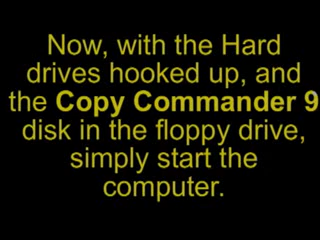 Now, with the Hard
drives hooked up, and
the Copy Commander 9
disk in the floppy drive,
simply start the
computer.